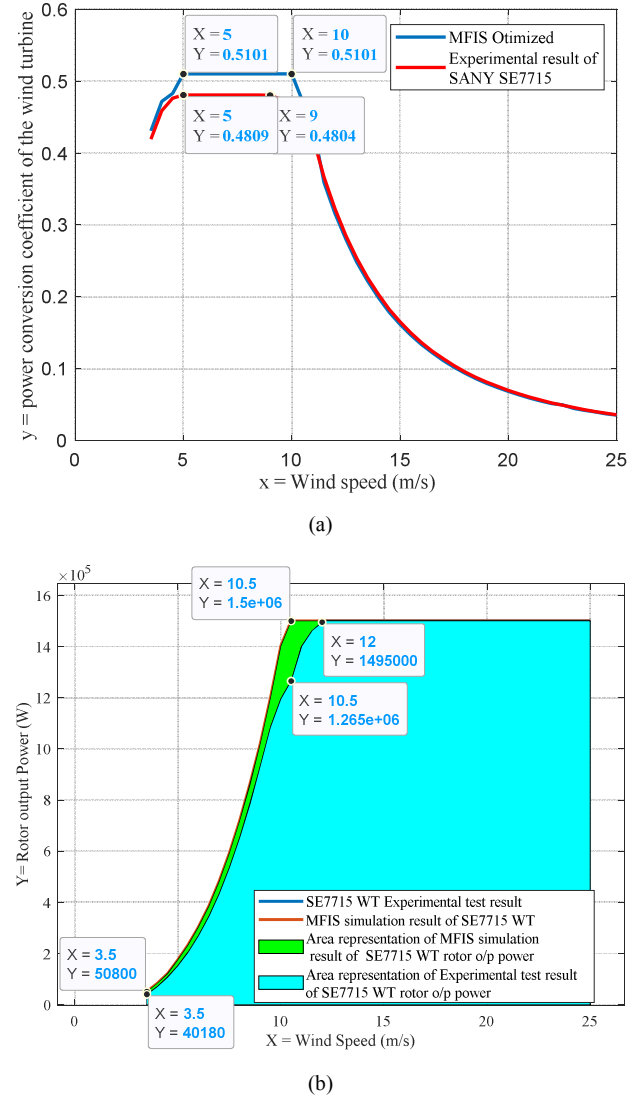 0.6
0.5
0.4
0.3
0.2
0.1
0
y = power conversion coefficient of the wind turbine
X = 5
Y = 0.5101
X = 10
Y = 0.5101
MFIS Otimized
Experimental result of
SANY SE7715
X = 5
Y = 0.4809
X = 9
Y = 0.4804
0 5 10 15 20 25
x = Wind speed (m/s)
(a)
×10⁵
16
14
12
10
8
6
4
2
0
Y= Rotor output Power (W)
X = 10.5
Y = 1.5e+06
X = 12
Y = 1495000
X = 10.5
Y = 1.265e+06
SE7715 WT Experimental test result
MFIS simulation result of SE7715 WT
Area representation of MFIS simulation
result of SE7715 WT rotor o/p power
Area representation of Experimental test result
of SE7715 WT rotor o/p power
X = 3.5
Y = 50800
X = 3.5
Y = 40180
0 10 15 20 25
X = Wind Speed (m/s)
(b)